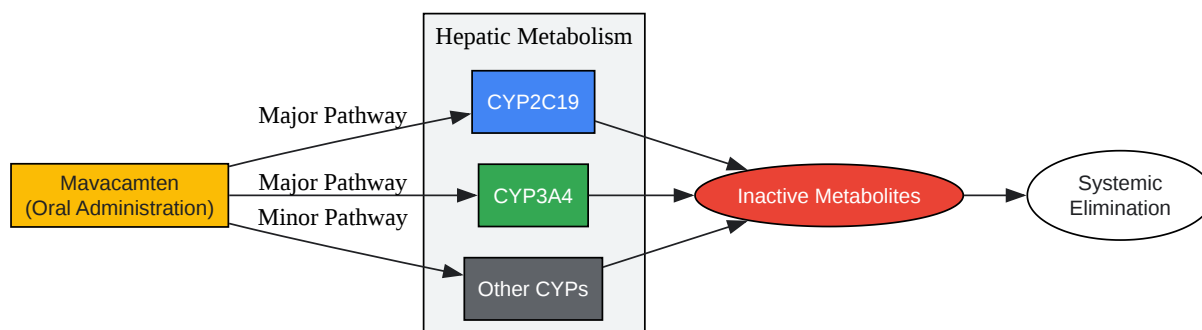 Hepatic Metabolism
CYP2C19
Major Pathway
Mavacamten
(Oral Administration)
Major Pathway
CYP3A4
Inactive Metabolites
Systemic
Elimination
Minor Pathway
Other CYPs